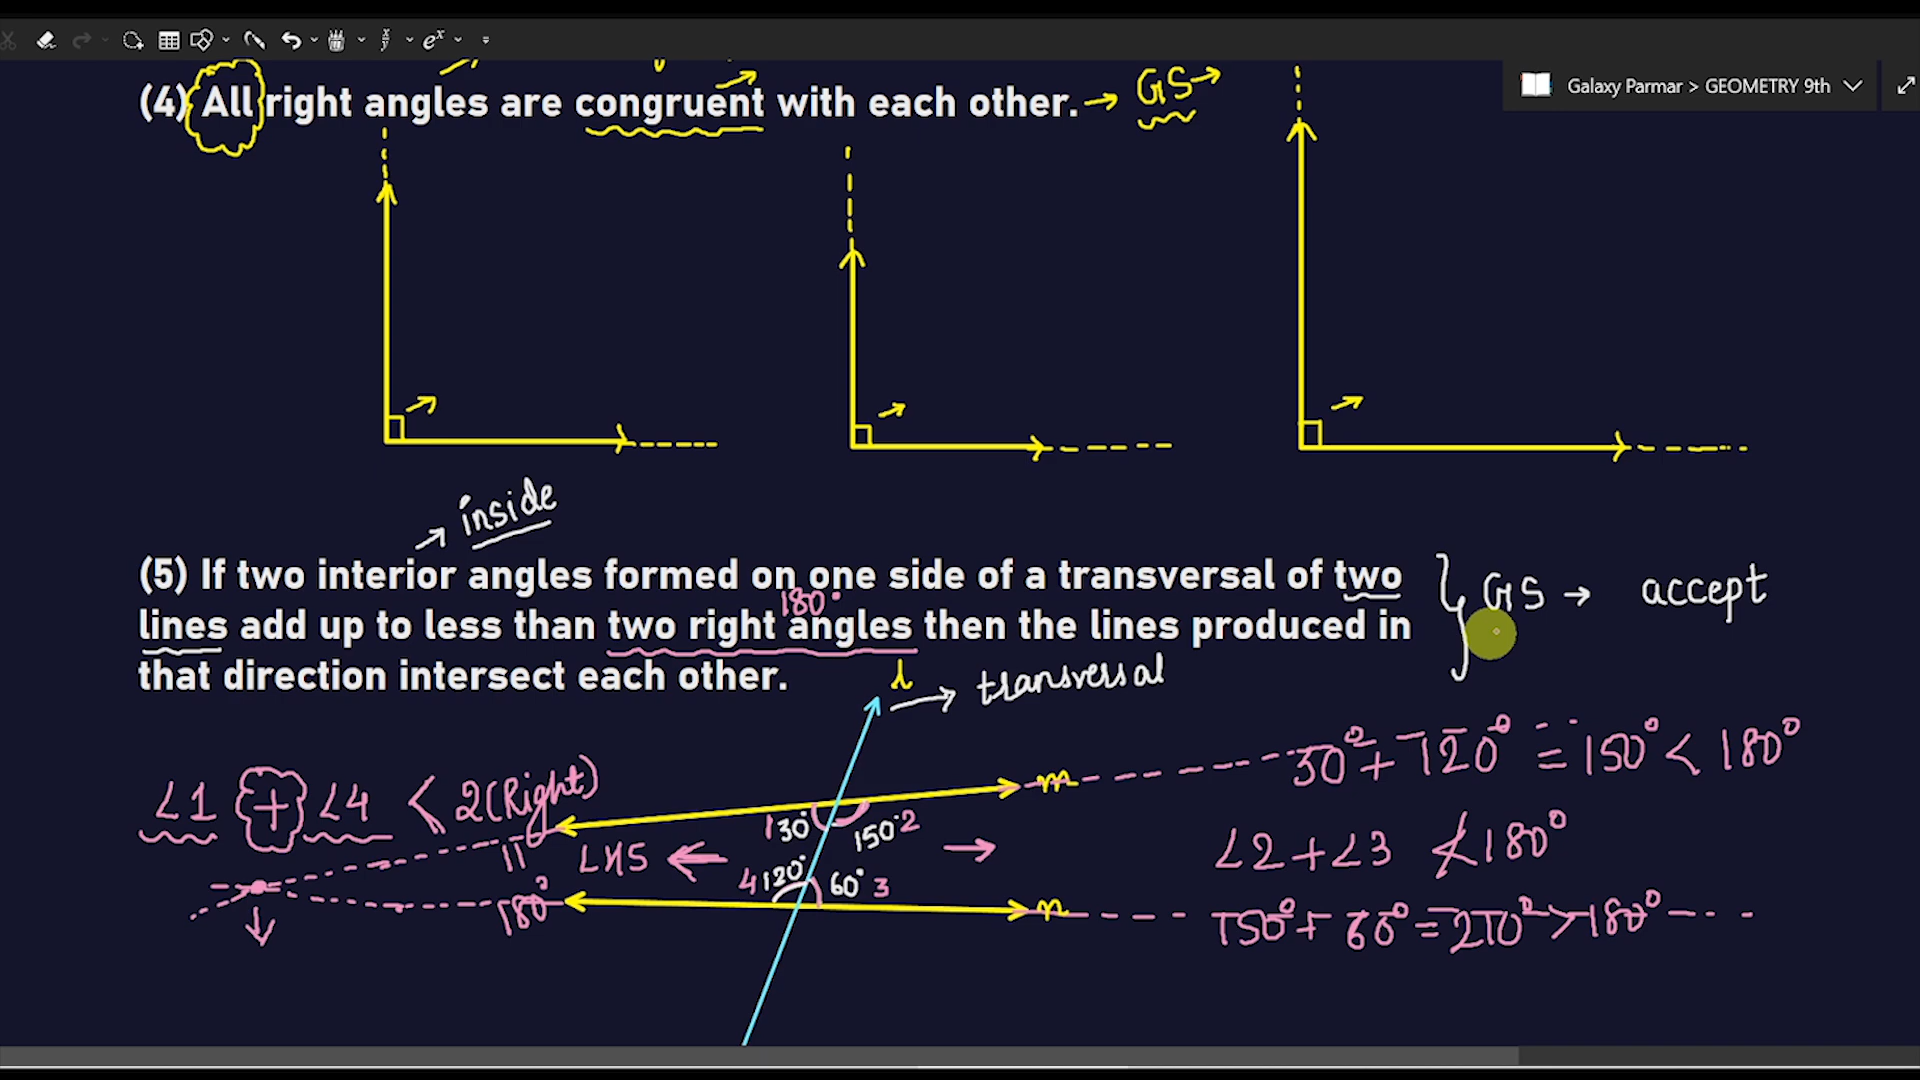 Galaxy Parmar > GEOMETRY 9th
(4) All right angles are congruent with each other. → GS →
inside
(5) If two interior angles formed on one side of a transversal of two
180°
lines add up to less than two right angles then the lines produced in
that direction intersect each other.
GS → accept
l → transversal
∠1 + ∠4 < 2(Right)
m
30° + 120° = 150° < 180°
1 30° 150° 2
LHS
∠2 + ∠3 ≮ 180°
4 120° 60° 3
180°
n
150° + 60° = 210° > 180°